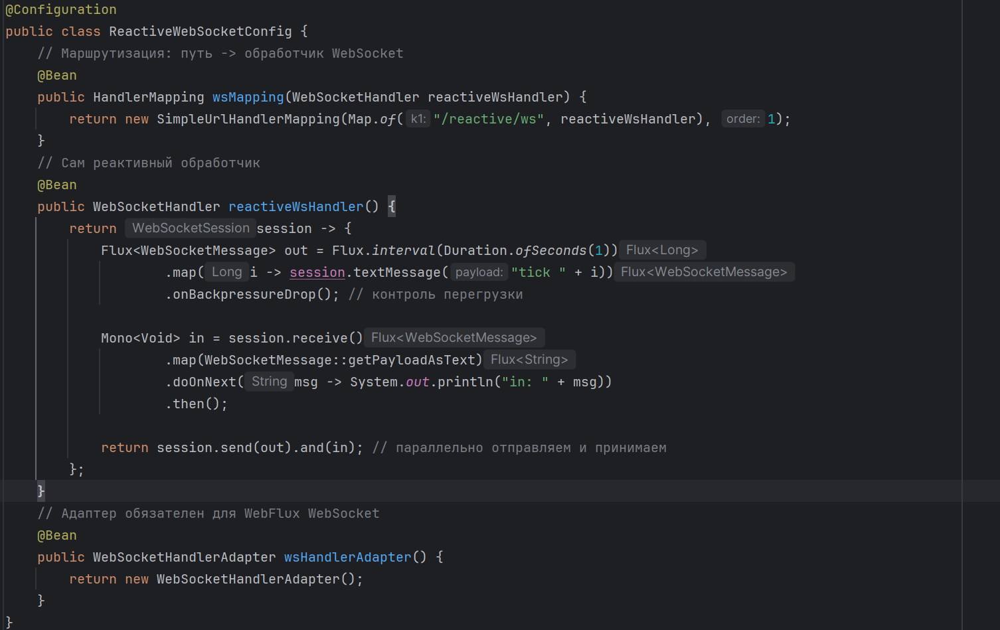 @Configuration
public class ReactiveWebSocketConfig {
    // Маршрутизация: путь -> обработчик WebSocket
    @Bean
    public HandlerMapping wsMapping(WebSocketHandler reactiveWsHandler) {
        return new SimpleUrlHandlerMapping(Map.of( k1: "/reactive/ws", reactiveWsHandler), order: 1);
    }
    // Сам реактивный обработчик
    @Bean
    public WebSocketHandler reactiveWsHandler() {
        return WebSocketSession session -> {
            Flux<WebSocketMessage> out = Flux.interval(Duration.ofSeconds(1)) Flux<Long>
                    .map( Long i -> session.textMessage( payload: "tick " + i)) Flux<WebSocketMessage>
                    .onBackpressureDrop(); // контроль перегрузки

            Mono<Void> in = session.receive() Flux<WebSocketMessage>
                    .map(WebSocketMessage::getPayloadAsText) Flux<String>
                    .doOnNext( String msg -> System.out.println("in: " + msg))
                    .then();

            return session.send(out).and(in); // параллельно отправляем и принимаем
        };
    }
    // Адаптер обязателен для WebFlux WebSocket
    @Bean
    public WebSocketHandlerAdapter wsHandlerAdapter() {
        return new WebSocketHandlerAdapter();
    }
}